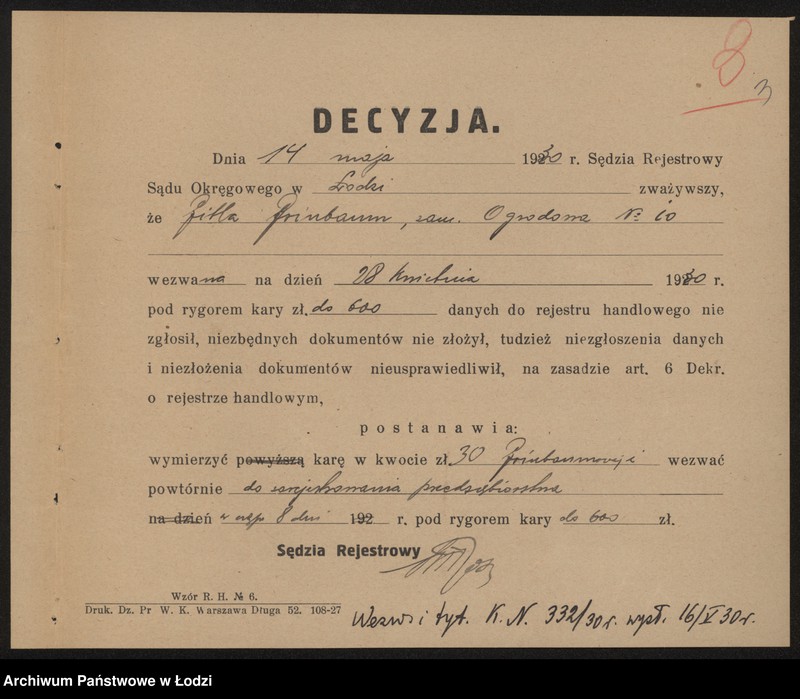 8
3
DECYZJA.
Dnia 14 maja 1930 r. Sędzia Rejestrowy
Sądu Okręgowego w Łodzi zważywszy,
że Gitla Grinbaum, zam. Ogrodowa № 10
wezwana na dzień 28 kwietnia 1930 r.
pod rygorem kary zł. do 600 danych do rejestru handlowego nie
zgłosił, niezbędnych dokumentów nie złożył, tudzież niezgłoszenia danych
i niezłożenia dokumentów nieusprawiedliwił, na zasadzie art. 6 Dekr.
o rejestrze handlowym,
postanawia:
wymierzyć powyższą karę w kwocie zł. 30 Grinbaumowej i wezwać
powtórnie do zarejestrowania przedsiębiorstwa
na dzień w ciągu 8 dni 192 r. pod rygorem kary do 600 zł.
Sędzia Rejestrowy
Wzór R. H. № 6.
Druk. Dz. Pr W. K. Warszawa Długa 52. 108-27
Wezw. i tyt. K. N. 332/30 r. wysł. 16/V 30 r.
Archiwum Państwowe w Łodzi